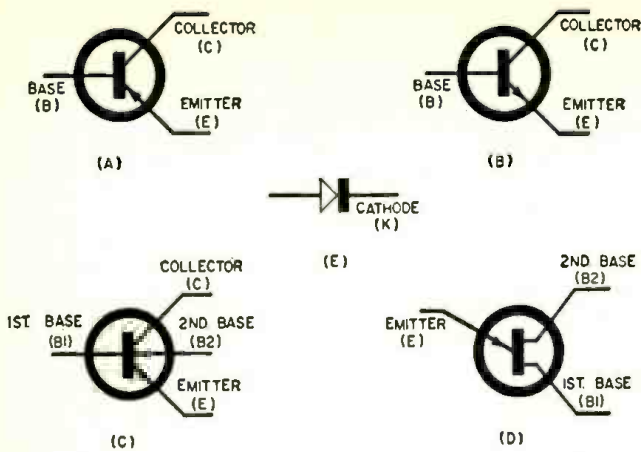 COLLECTOR
(C)
BASE
(B)
EMITTER
(E)
(A)
COLLECTOR
(C)
BASE
(B)
EMITTER
(E)
(B)
CATHODE
(K)
(E)
COLLECTOR
(C)
1ST. BASE
(B1)
2ND. BASE
(B2)
EMITTER
(E)
(C)
2ND. BASE
(B2)
EMITTER
(E)
1ST. BASE
(B1)
(D)